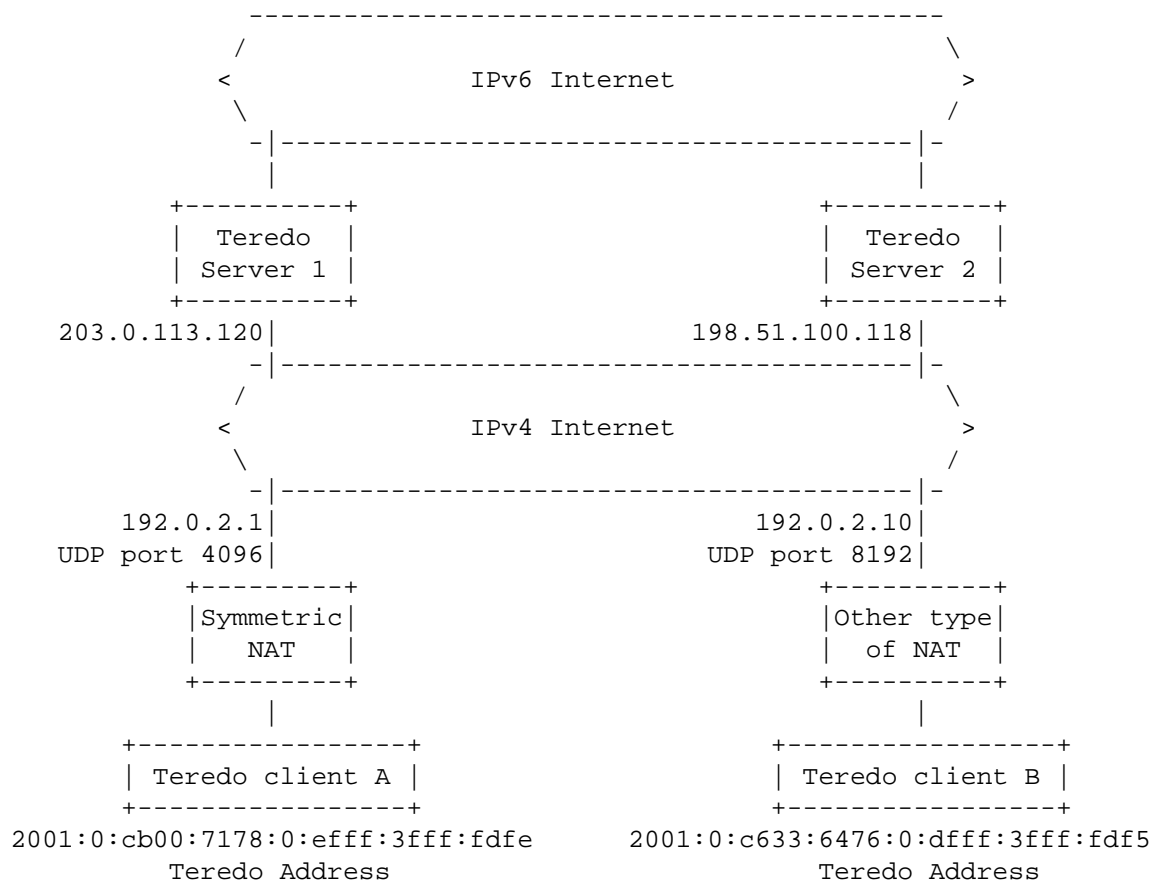 IPv6 Internet
Teredo Teredo
Server 1 Server 2
203.0.113.120 198.51.100.118
IPv4 Internet
192.0.2.1 192.0.2.10
UDP port 4096 UDP port 8192
Symmetric Other type
NAT of NAT
Teredo client A Teredo client B
2001:0:cb00:7178:0:efff:3fff:fdfe 2001:0:c633:6476:0:dfff:3fff:fdf5
Teredo Address Teredo Address